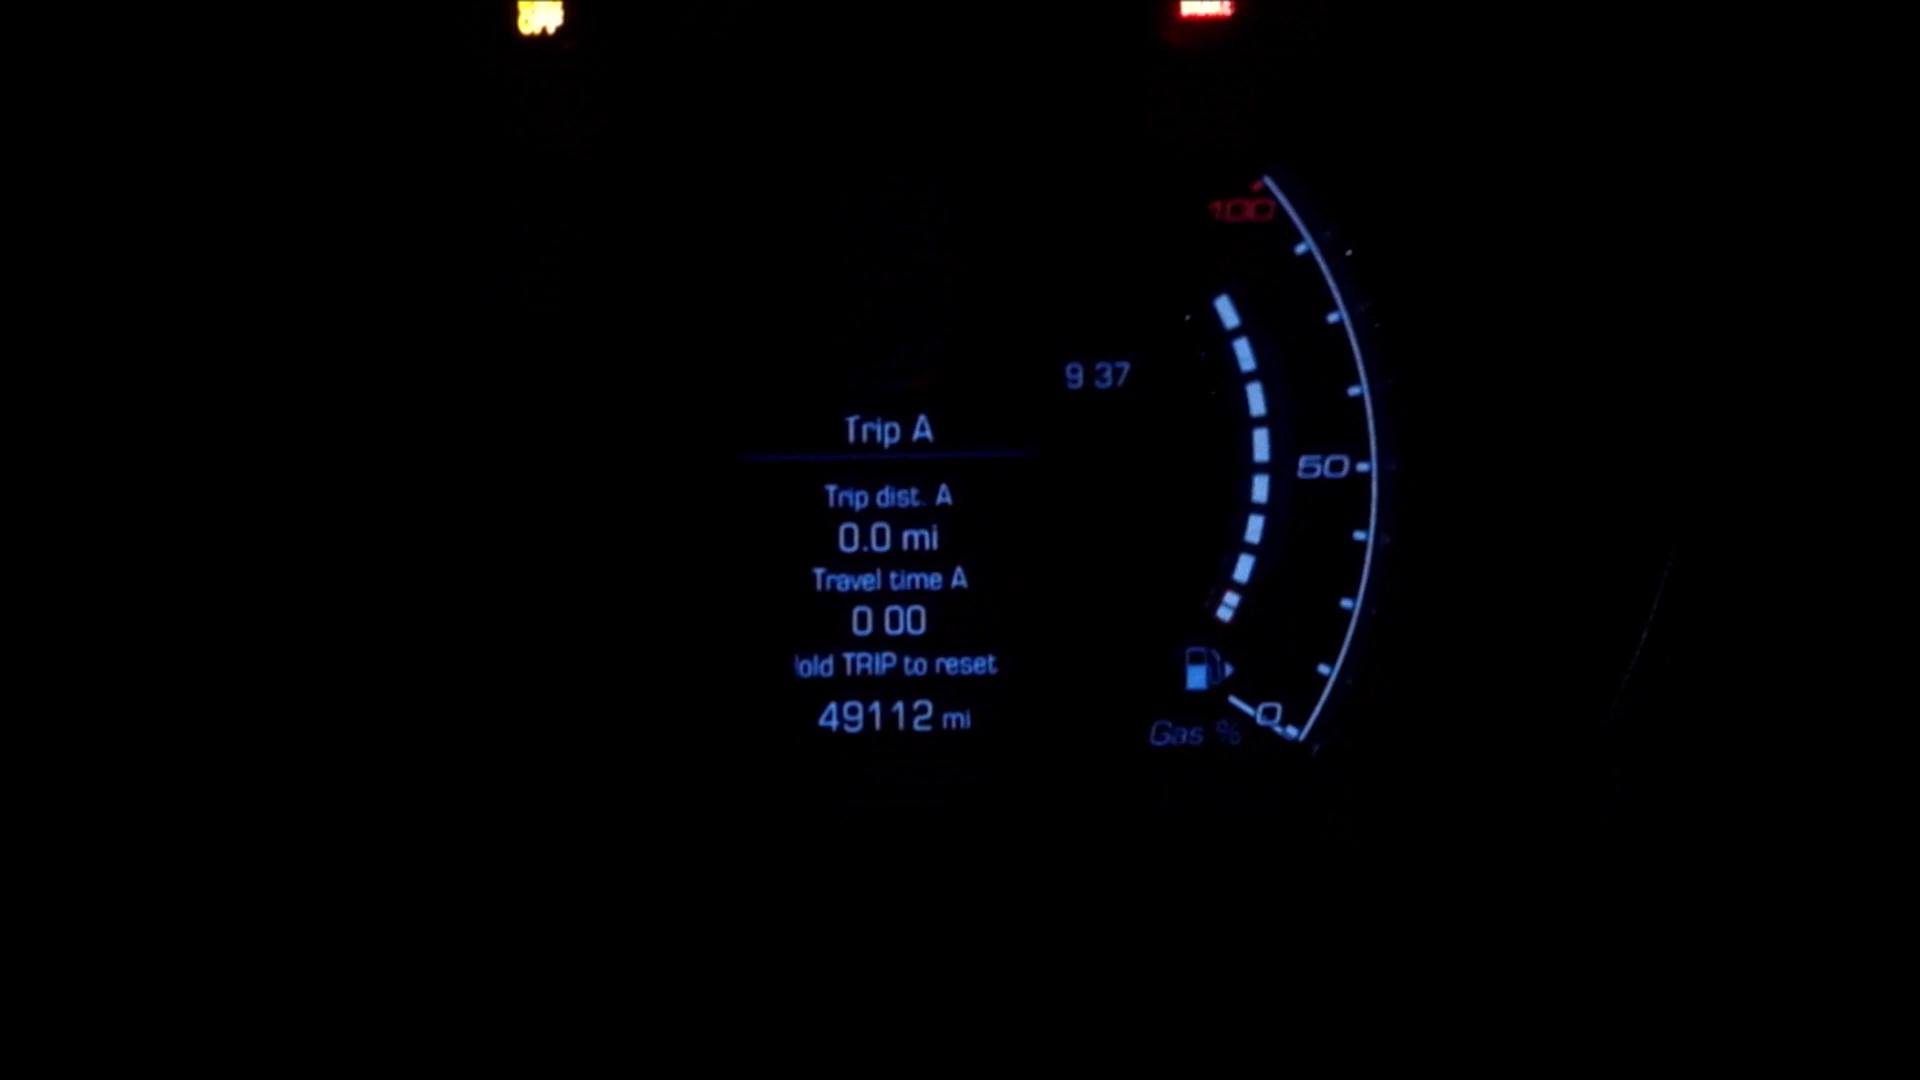 OFF
100
9 37
Trip A
50
Trip dist. A
0.0 mi
Travel time A
0 00
old TRIP to reset
49112 mi
0
Gas %